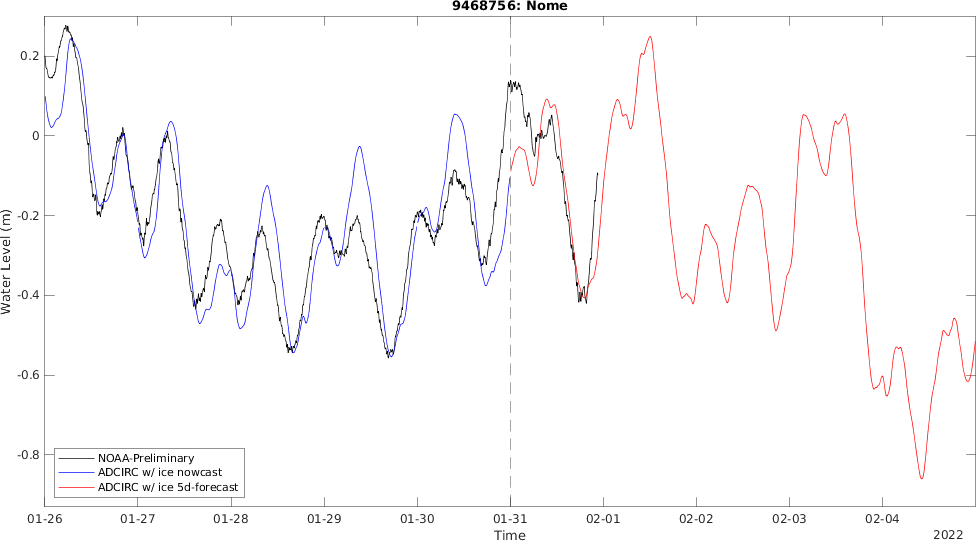 9468756: Nome
0.2
0
-0.2
-0.4
-0.6
-0.8
Water Level (m)
NOAA-Preliminary
ADCIRC w/ ice nowcast
ADCIRC w/ ice 5d-forecast
01-26 01-27 01-28 01-29 01-30 01-31 02-01 02-02 02-03 02-04
Time
2022